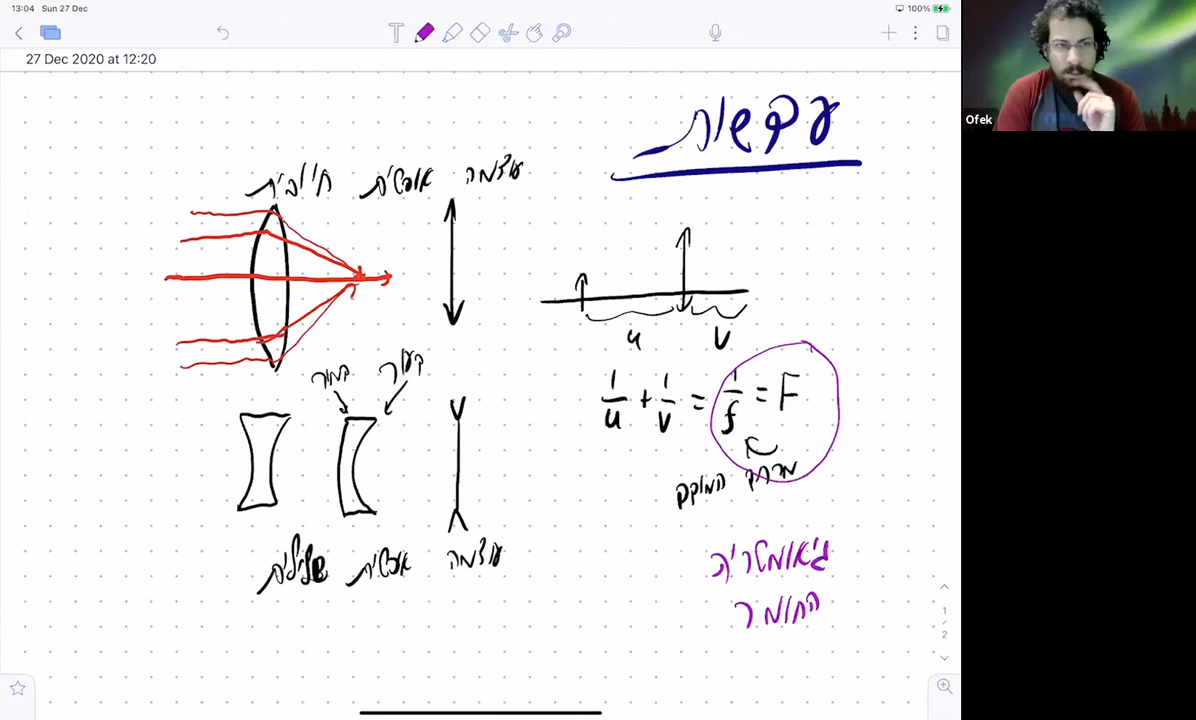 13:04 Sun 27 Dec
100%
27 Dec 2020 at 12:20
Ofek
עדשות
עוצמה אופטית חיובית
u v
1/u + 1/v = 1/f = F
מרחק המוקד
קעור
קמור
עוצמה אופטית שלילית
גיאומטריה
החומר
1
2